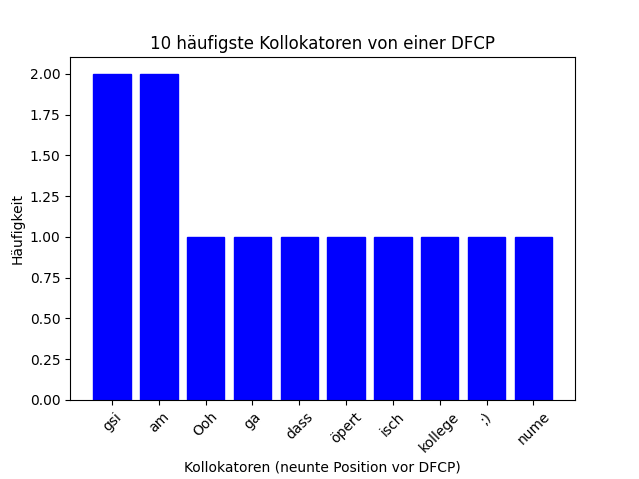 10 häufigste Kollokatoren von einer DFCP
Häufigkeit
2.00
1.75
1.50
1.25
1.00
0.75
0.50
0.25
0.00
gsi am Ooh ga dass öpert isch kollege ;) nume
Kollokatoren (neunte Position vor DFCP)